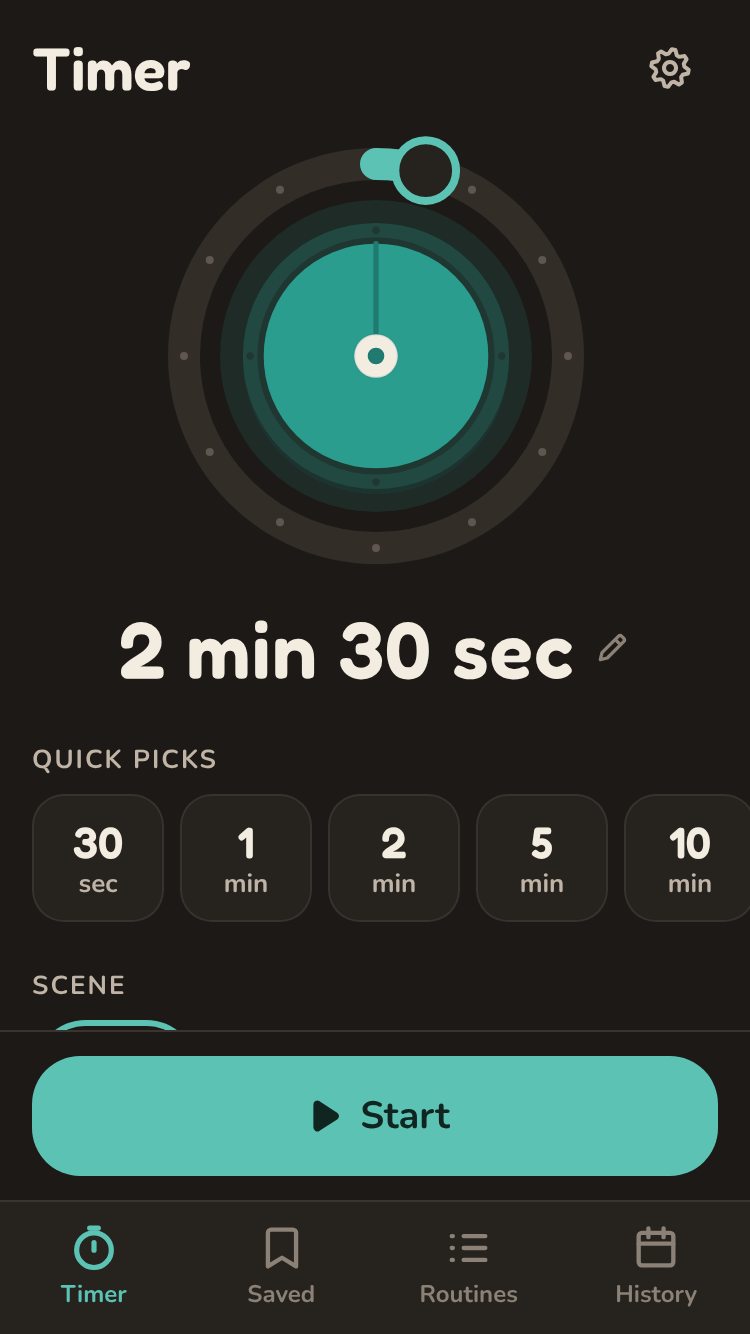 Timer
2 min 30 sec
QUICK PICKS
30 1 2 5 10
sec min min min min
SCENE
Start
Timer Saved Routines History